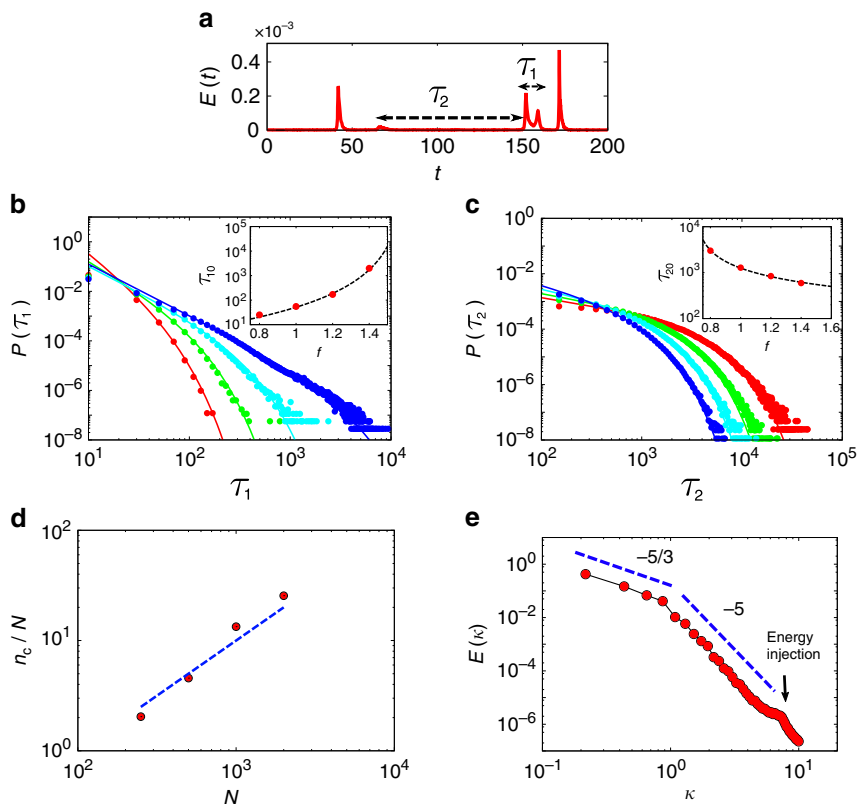 a
×10⁻³
E (t)
0.4
0.2
0
τ₂
τ₁
0 50 100 150 200
t
b
P (τ₁)
10⁰
10⁻²
10⁻⁴
10⁻⁶
10⁻⁸
10¹ 10² 10³ 10⁴
τ₁
τ₁₀
10⁵
10⁴
10³
10²
10¹
0.8 1 1.2 1.4
f
c
P (τ₂)
10⁰
10⁻²
10⁻⁴
10⁻⁶
10⁻⁸
10² 10³ 10⁴ 10⁵
τ₂
τ₂₀
10⁴
10³
10²
0.8 1 1.2 1.4 1.6
f
d
n_c / N
10²
10¹
10⁰
10² 10³ 10⁴
N
e
E (κ)
10⁰
10⁻²
10⁻⁴
10⁻⁶
–5/3
–5
Energy
injection
10⁻¹ 10⁰ 10¹
κ